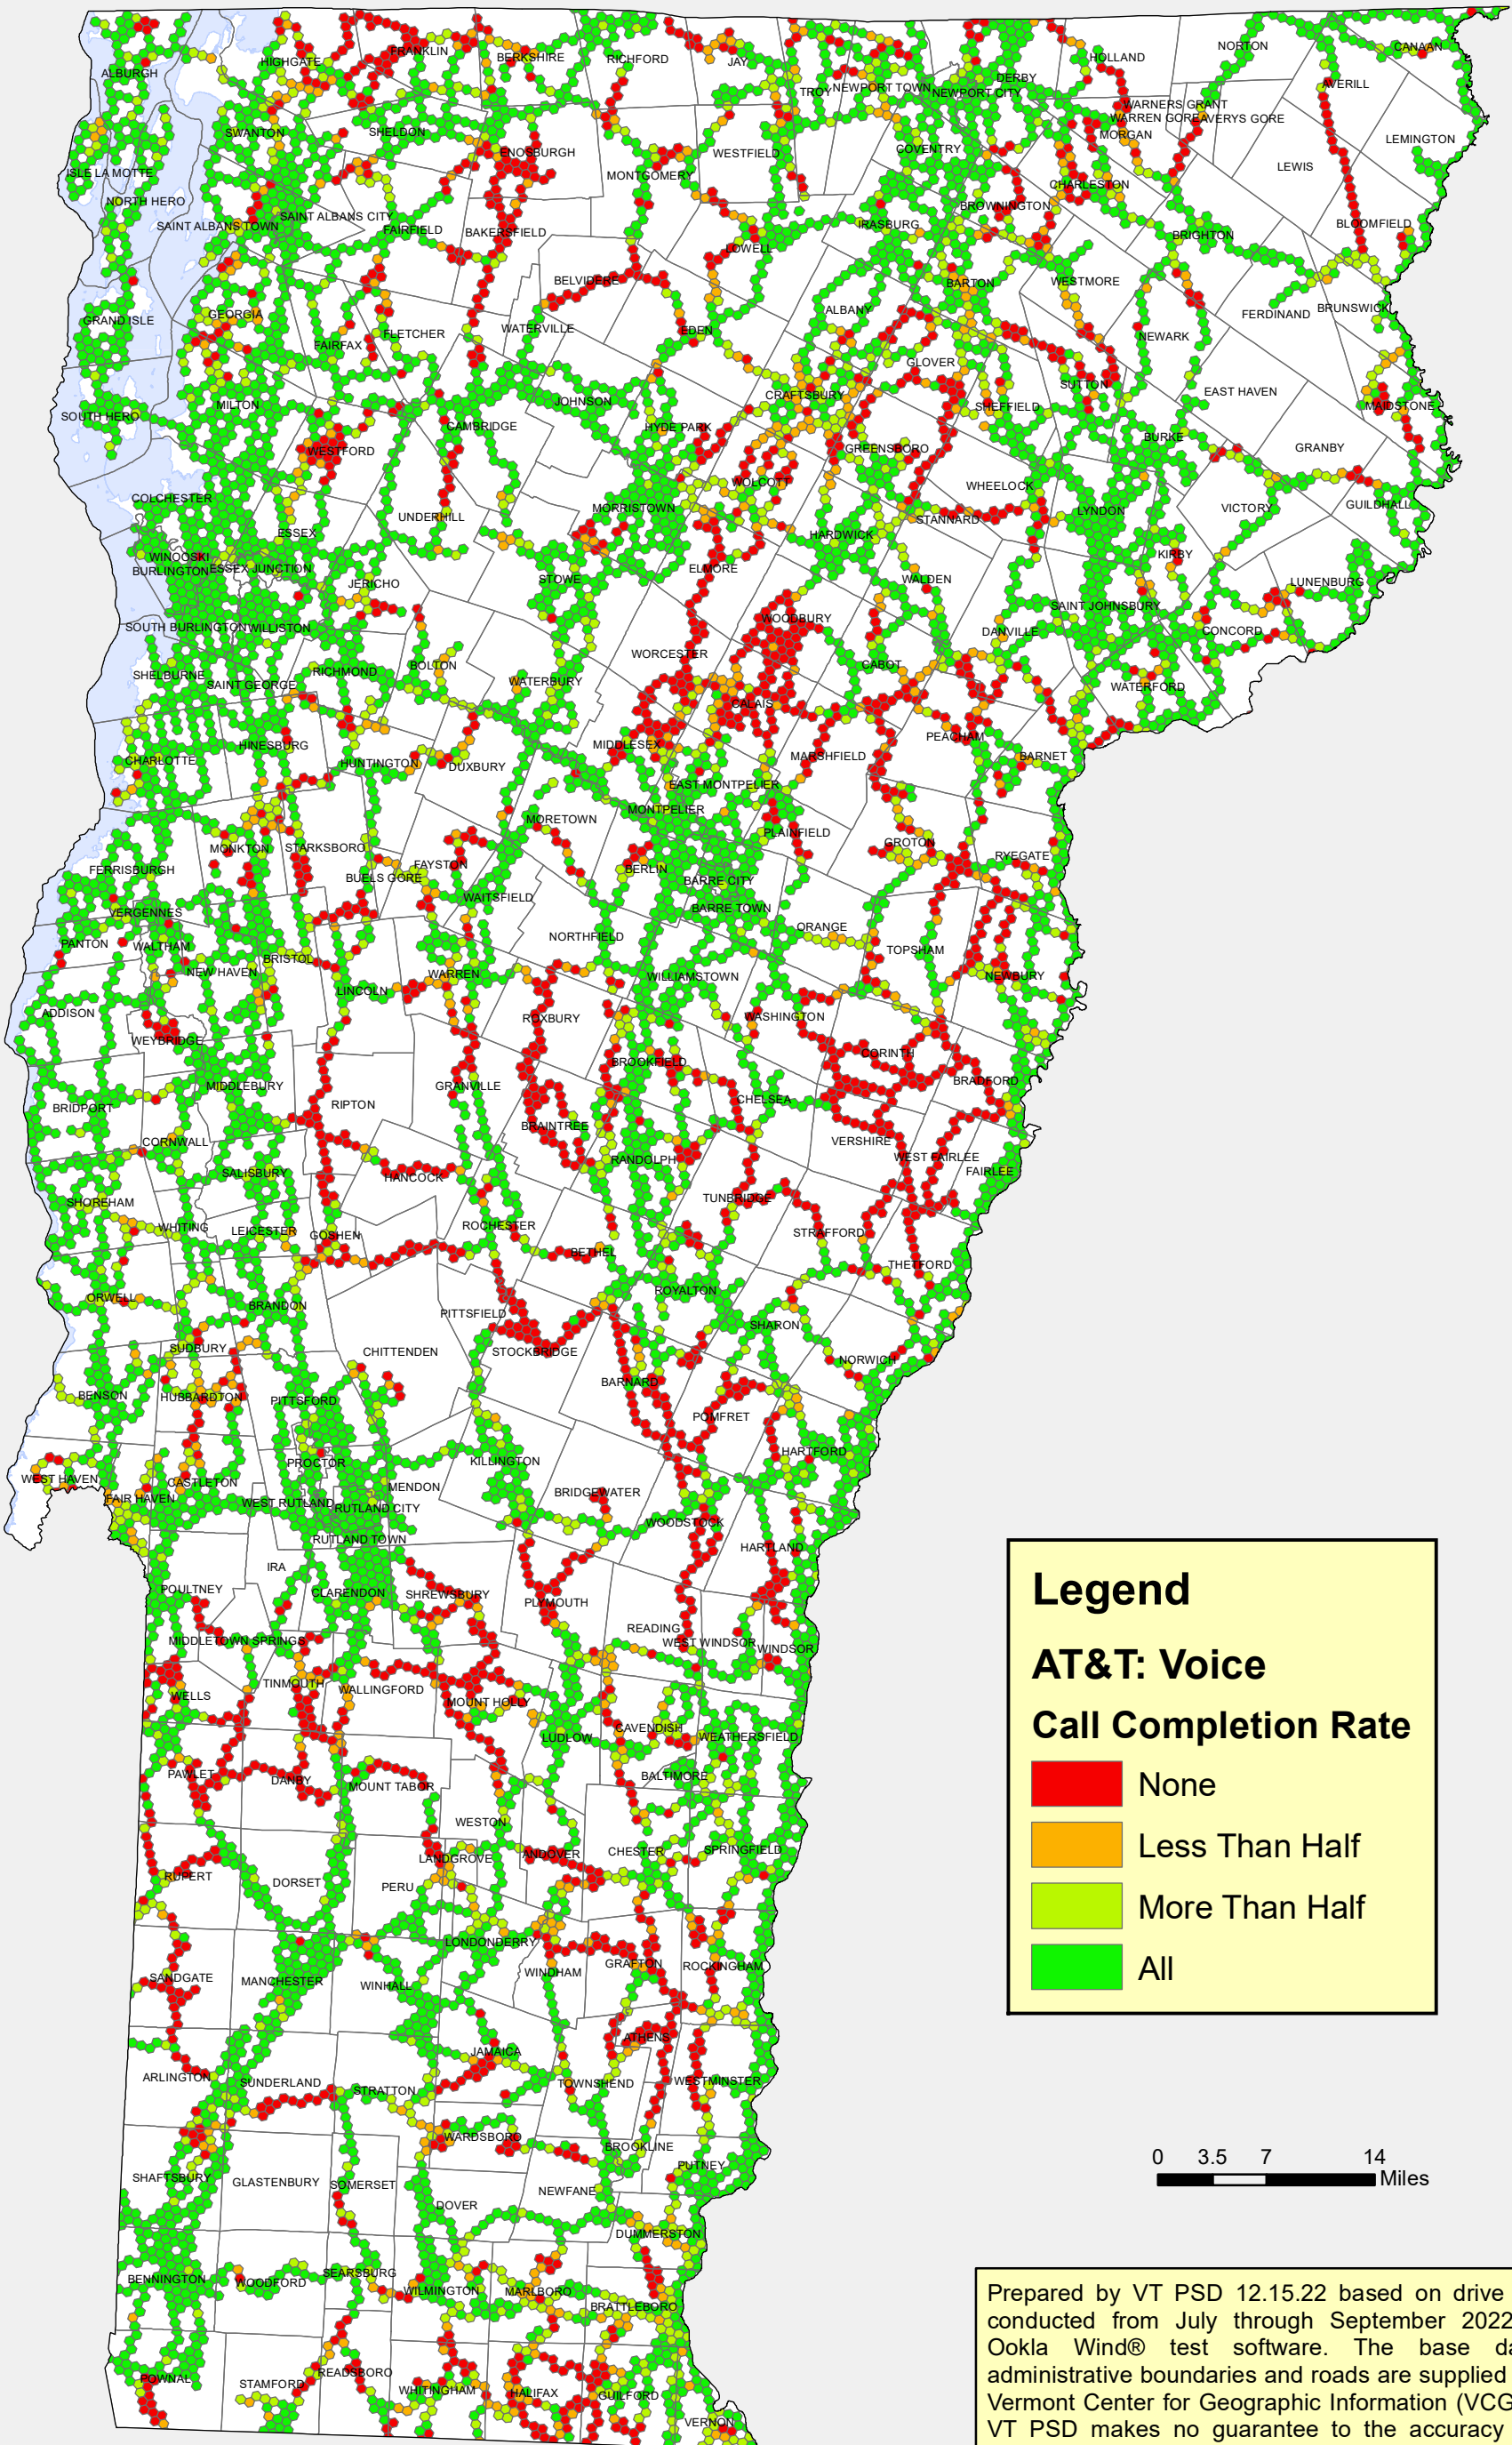 FRANKLIN
BERKSHIRE
RICHFORD
JAY
HIGHGATE
ALBURGH
TROY
NEWPORT TOWN
NEWPORT CITY
DERBY
HOLLAND
NORTON
CANAAN
AVERILL
WARNERS GRANT
WARREN GORE
AVERYS GORE
MORGAN
LEMINGTON
SWANTON
SHELDON
ENOSBURGH
MONTGOMERY
WESTFIELD
COVENTRY
LEWIS
ISLE LA MOTTE
NORTH HERO
CHARLESTON
BROWNINGTON
SAINT ALBANS CITY
SAINT ALBANS TOWN
FAIRFIELD
BAKERSFIELD
LOWELL
IRASBURG
BRIGHTON
BLOOMFIELD
BELVIDERE
BARTON
WESTMORE
GRAND ISLE
GEORGIA
FLETCHER
WATERVILLE
EDEN
ALBANY
FERDINAND
BRUNSWICK
FAIRFAX
NEWARK
GLOVER
SUTTON
SOUTH HERO
MILTON
CAMBRIDGE
JOHNSON
HYDE PARK
CRAFTSBURY
SHEFFIELD
EAST HAVEN
MAIDSTONE
WESTFORD
GREENSBORO
BURKE
GRANBY
COLCHESTER
UNDERHILL
MORRISTOWN
WOLCOTT
WHEELOCK
STANNARD
LYNDON
VICTORY
GUILDHALL
ESSEX
WINOOSKI
BURLINGTON
ESSEX JUNCTION
JERICHO
STOWE
ELMORE
HARDWICK
WALDEN
KIRBY
LUNENBURG
SOUTH BURLINGTON
WILLISTON
WOODBURY
DANVILLE
SAINT JOHNSBURY
CONCORD
SHELBURNE
SAINT GEORGE
RICHMOND
BOLTON
WATERBURY
WORCESTER
CABOT
WATERFORD
CALAIS
HINESBURG
CHARLOTTE
HUNTINGTON
DUXBURY
MIDDLESEX
MARSHFIELD
PEACHAM
BARNET
EAST MONTPELIER
MONTPELIER
MORETOWN
PLAINFIELD
GROTON
RYEGATE
MONKTON
STARKSBORO
FERRISBURGH
BUELS GORE
FAYSTON
BERLIN
BARRE CITY
WAITSFIELD
BARRE TOWN
VERGENNES
PANTON
WALTHAM
NORTHFIELD
ORANGE
TOPSHAM
NEW HAVEN
BRISTOL
WARREN
WILLIAMSTOWN
NEWBURY
LINCOLN
ADDISON
ROXBURY
WASHINGTON
WEYBRIDGE
CORINTH
BROOKFIELD
MIDDLEBURY
GRANVILLE
CHELSEA
BRADFORD
BRIDPORT
RIPTON
BRAINTREE
CORNWALL
VERSHIRE
WEST FAIRLEE
FAIRLEE
SALISBURY
HANCOCK
RANDOLPH
SHOREHAM
TUNBRIDGE
WHITING
LEICESTER
GOSHEN
ROCHESTER
STRAFFORD
BETHEL
THETFORD
ORWELL
BRANDON
PITTSFIELD
ROYALTON
SHARON
SUDBURY
CHITTENDEN
STOCKBRIDGE
NORWICH
BENSON
HUBBARDTON
PITTSFORD
BARNARD
POMFRET
HARTFORD
WEST HAVEN
CASTLETON
PROCTOR
KILLINGTON
MENDON
FAIR HAVEN
WEST RUTLAND
RUTLAND CITY
BRIDGEWATER
WOODSTOCK
RUTLAND TOWN
HARTLAND
IRA
POULTNEY
CLARENDON
SHREWSBURY
PLYMOUTH
READING
WEST WINDSOR
WINDSOR
MIDDLETOWN SPRINGS
TINMOUTH
WALLINGFORD
WELLS
MOUNT HOLLY
LUDLOW
CAVENDISH
WEATHERSFIELD
PAWLET
DANBY
MOUNT TABOR
BALTIMORE
WESTON
LANDGROVE
ANDOVER
CHESTER
SPRINGFIELD
RUPERT
DORSET
PERU
LONDONDERRY
SANDGATE
MANCHESTER
WINHALL
WINDHAM
GRAFTON
ROCKINGHAM
ATHENS
JAMAICA
ARLINGTON
SUNDERLAND
STRATTON
TOWNSHEND
WESTMINSTER
WARDSBORO
BROOKLINE
SHAFTSBURY
GLASTENBURY
SOMERSET
PUTNEY
NEWFANE
DOVER
DUMMERSTON
BENNINGTON
WOODFORD
SEARSBURG
WILMINGTON
MARLBORO
BRATTLEBORO
POWNAL
STAMFORD
READSBORO
WHITINGHAM
HALIFAX
GUILFORD
VERNON
Legend
AT&T: Voice
Call Completion Rate
None
Less Than Half
More Than Half
All
0 3.5 7 14
Miles
Prepared by VT PSD 12.15.22 based on drive
conducted from July through September 2022
Ookla Wind® test software. The base da
administrative boundaries and roads are supplied
Vermont Center for Geographic Information (VCG
VT PSD makes no guarantee to the accuracy